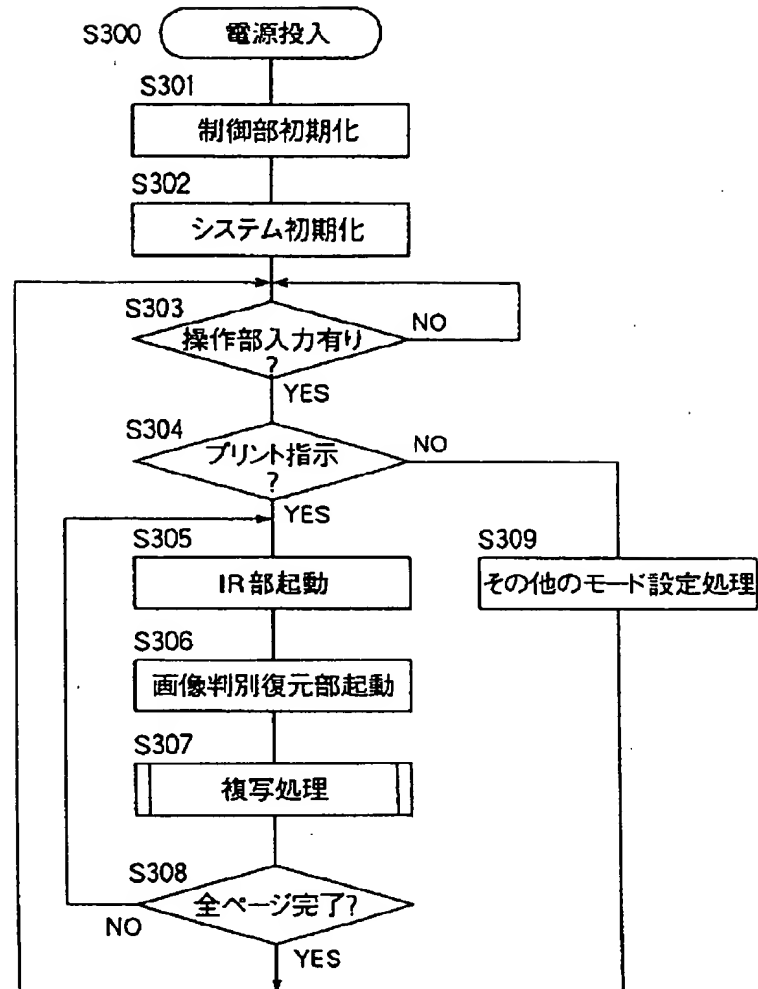 S300
電源投入
S301
制御部初期化
S302
システム初期化
S303
操作部入力有り
?
NO
YES
S304
プリント指示
?
NO
YES
S305
IR部起動
S309
その他のモード設定処理
S306
画像判別復元部起動
S307
複写処理
S308
全ページ完了?
NO
YES